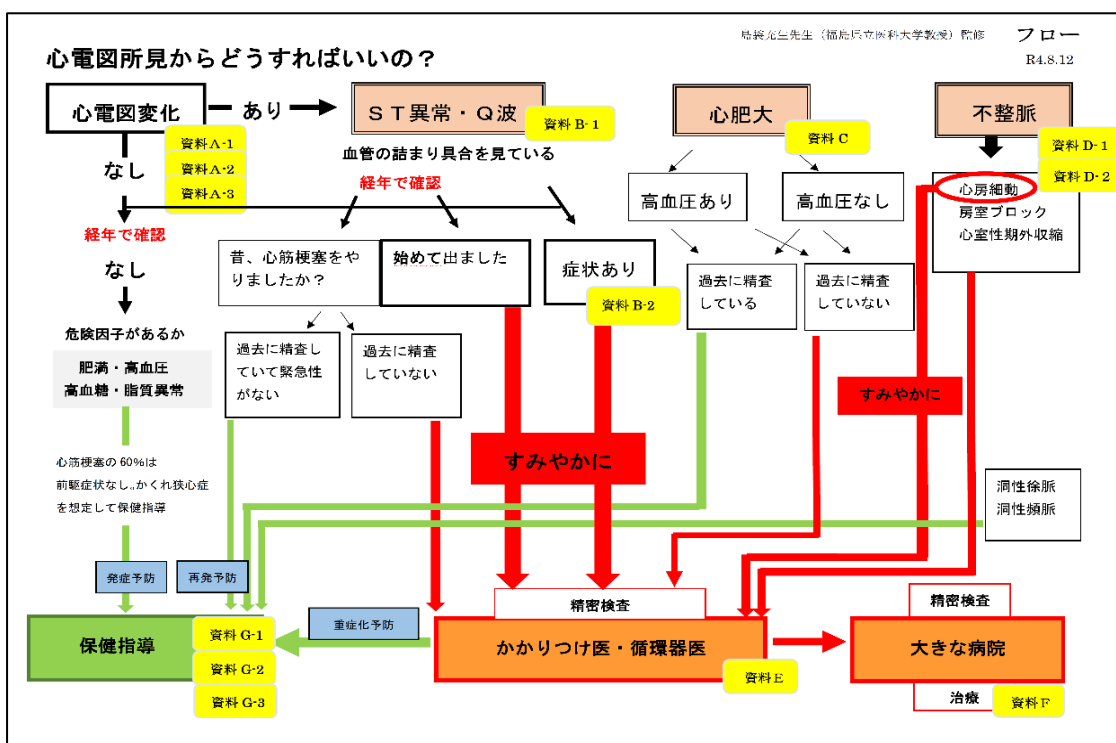 島袋充生先生（福島県立医科大学教授）監修
フロー
R4.8.12
心電図所見からどうすればいいの？
心電図変化
あり
ＳＴ異常・Ｑ波
資料 B-1
心肥大
資料 C
不整脈
資料 D-1
資料 D-2
資料 A-1
資料 A-2
資料 A-3
なし
血管の詰まり具合を見ている
経年で確認
経年で確認
なし
高血圧あり
高血圧なし
心房細動
房室ブロック
心室性期外収縮
昔、心筋梗塞をや
りましたか？
始めて出ました
症状あり
資料 B-2
過去に精査
している
過去に精査
していない
危険因子があるか
肥満・高血圧
高血糖・脂質異常
過去に精査し
ていて緊急性
がない
過去に精査
していない
すみやかに
すみやかに
心筋梗塞の 60%は
前駆症状なし。かくれ狭心症
を想定して保健指導
洞性徐脈
洞性頻脈
発症予防
再発予防
重症化予防
精密検査
精密検査
保健指導
資料 G-1
資料 G-2
資料 G-3
かかりつけ医・循環器医
資料 E
大きな病院
治療
資料 F